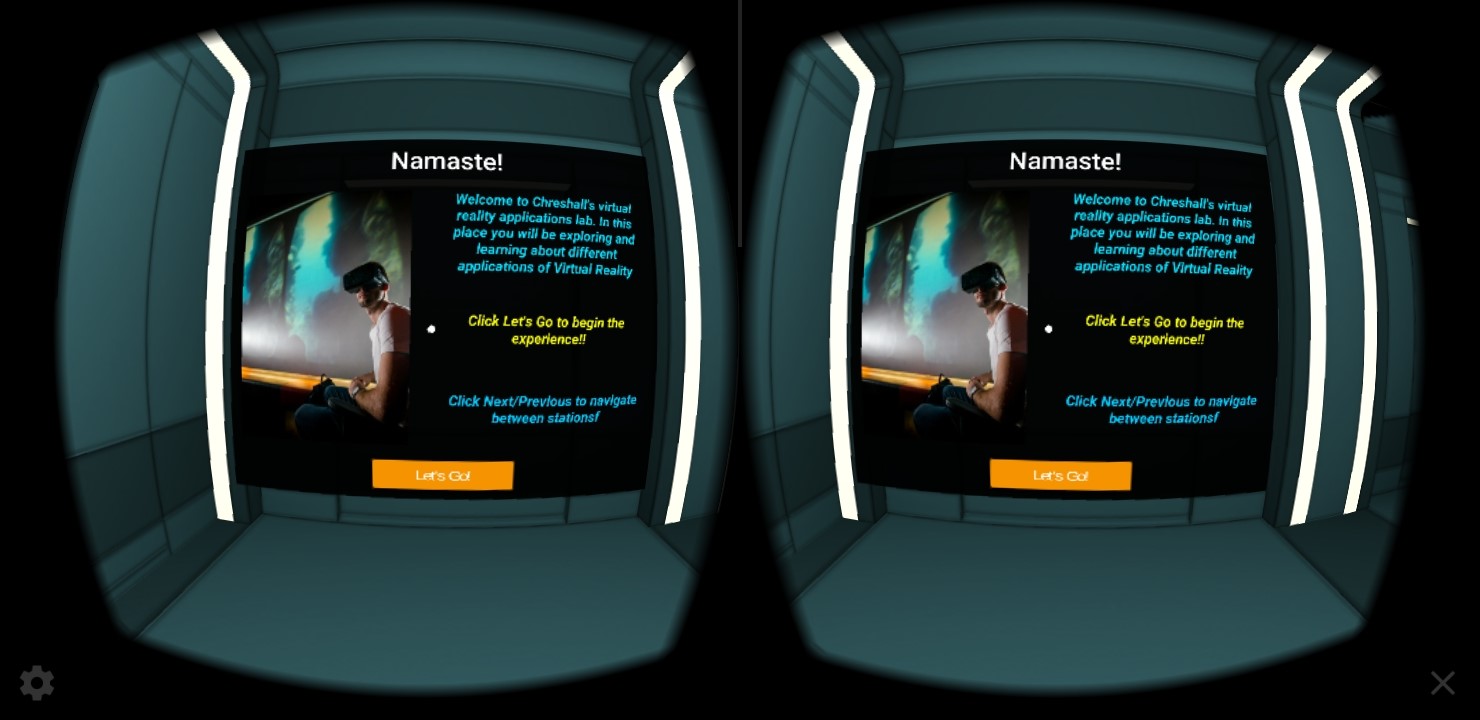 Namaste!
Welcome to Chreshall's virtual
reality applications lab. In this
place you will be exploring and
learning about different
applications of Virtual Reality
Click Let's Go to begin the
experience!!
Click Next/Previous to navigate
between stations!
Let's Go!
Namaste!
Welcome to Chreshall's virtual
reality applications lab. In this
place you will be exploring and
learning about different
applications of Virtual Reality
Click Let's Go to begin the
experience!!
Click Next/Previous to navigate
between stations!
Let's Go!